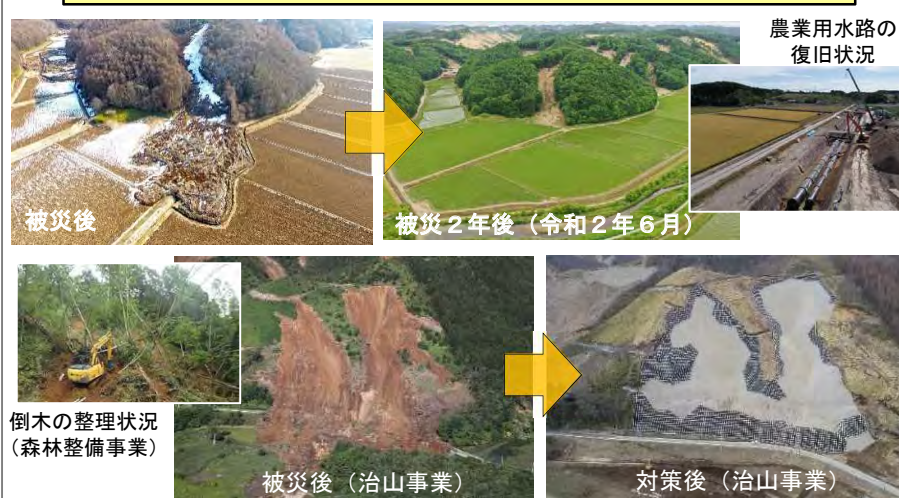 農業用水路の
復旧状況
被災後
被災２年後（令和２年６月）
倒木の整理状況
（森林整備事業）
被災後（治山事業）
対策後（治山事業）